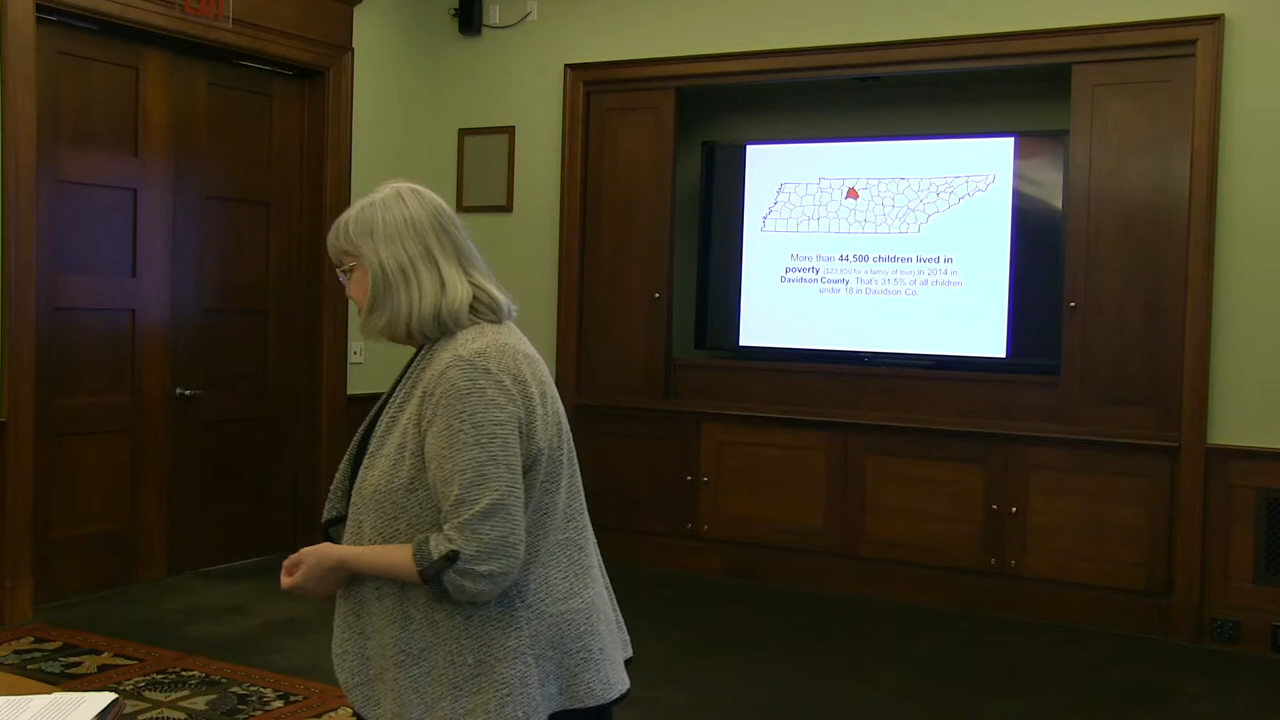 EXIT
More than 44,500 children lived in
poverty ($23,850 for a family of four) in 2014 in
Davidson County. That's 31.5% of all children
under 18 in Davidson Co.